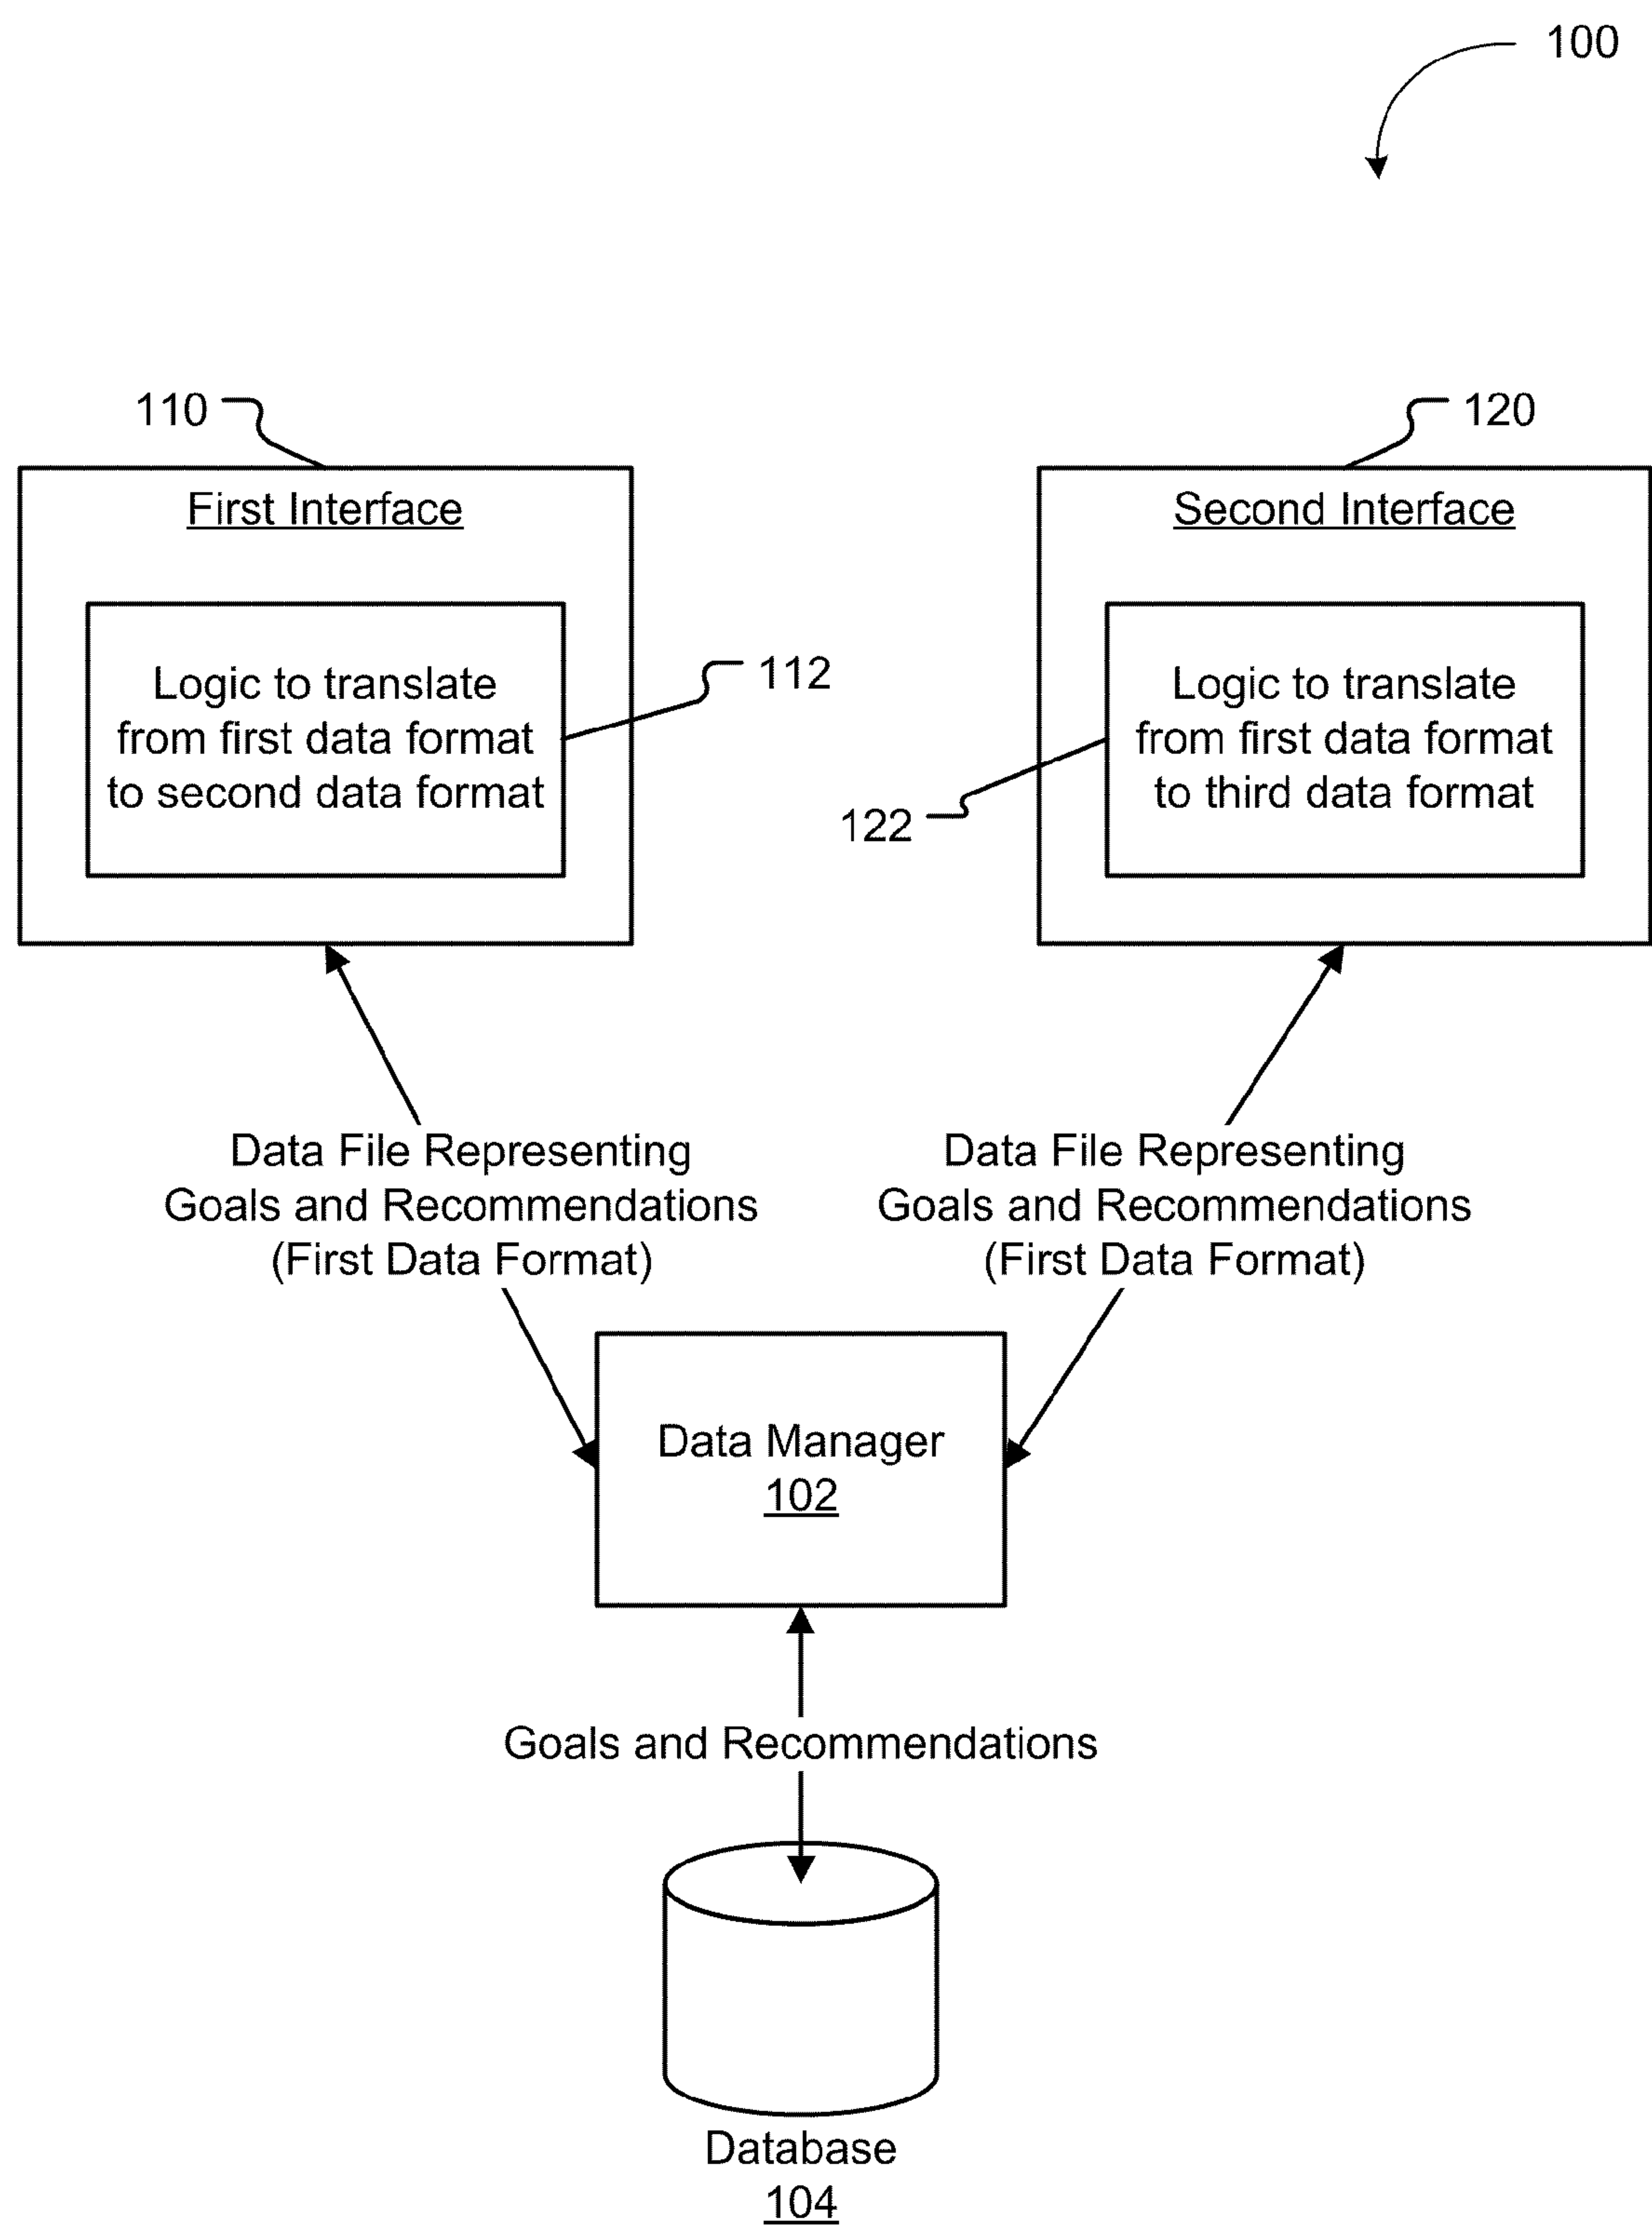 100
110
120
First Interface
Second Interface
Logic to translate
from first data format
to second data format
112
Logic to translate
from first data format
to third data format
122
Data File Representing
Goals and Recommendations
(First Data Format)
Data File Representing
Goals and Recommendations
(First Data Format)
Data Manager
102
Goals and Recommendations
Database
104